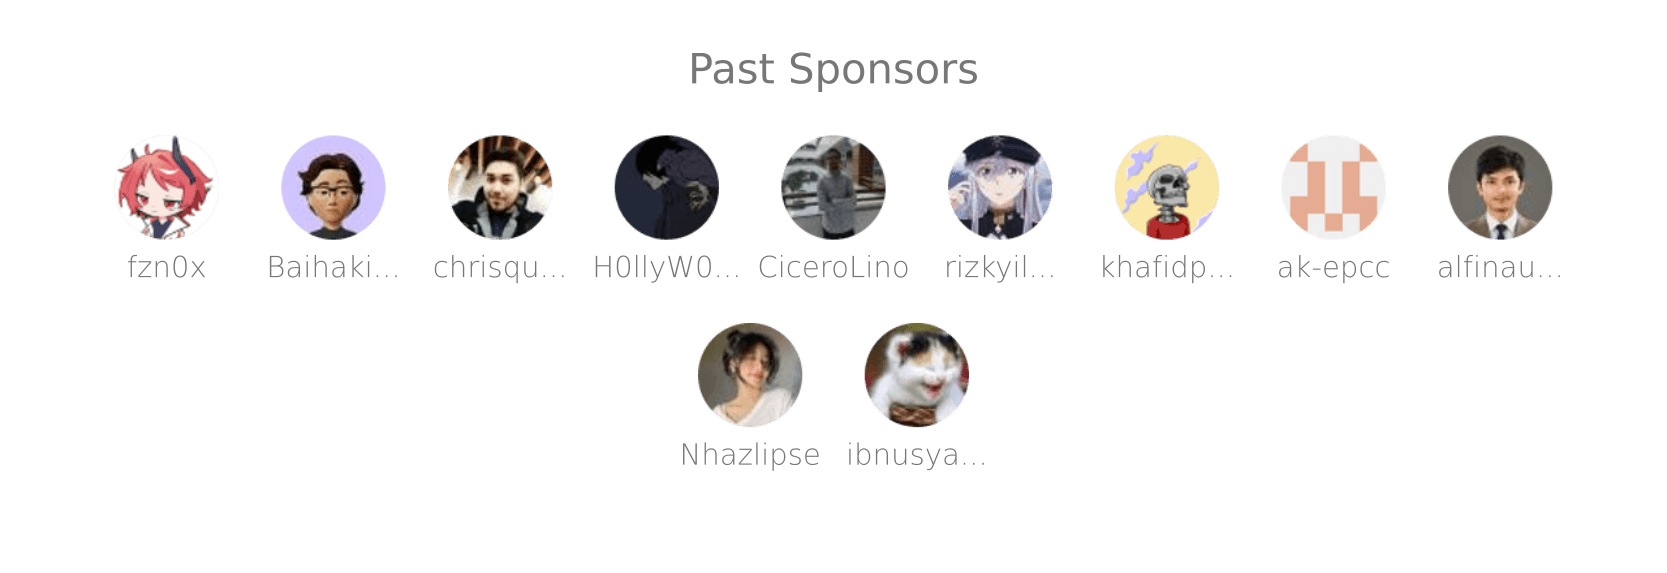 Past Sponsors
fzn0x Baihaki... chrisqu... H0llyW0... CiceroLino rizkyil... khafidp... ak-epcc alfinau...
Nhazlipse ibnusya...